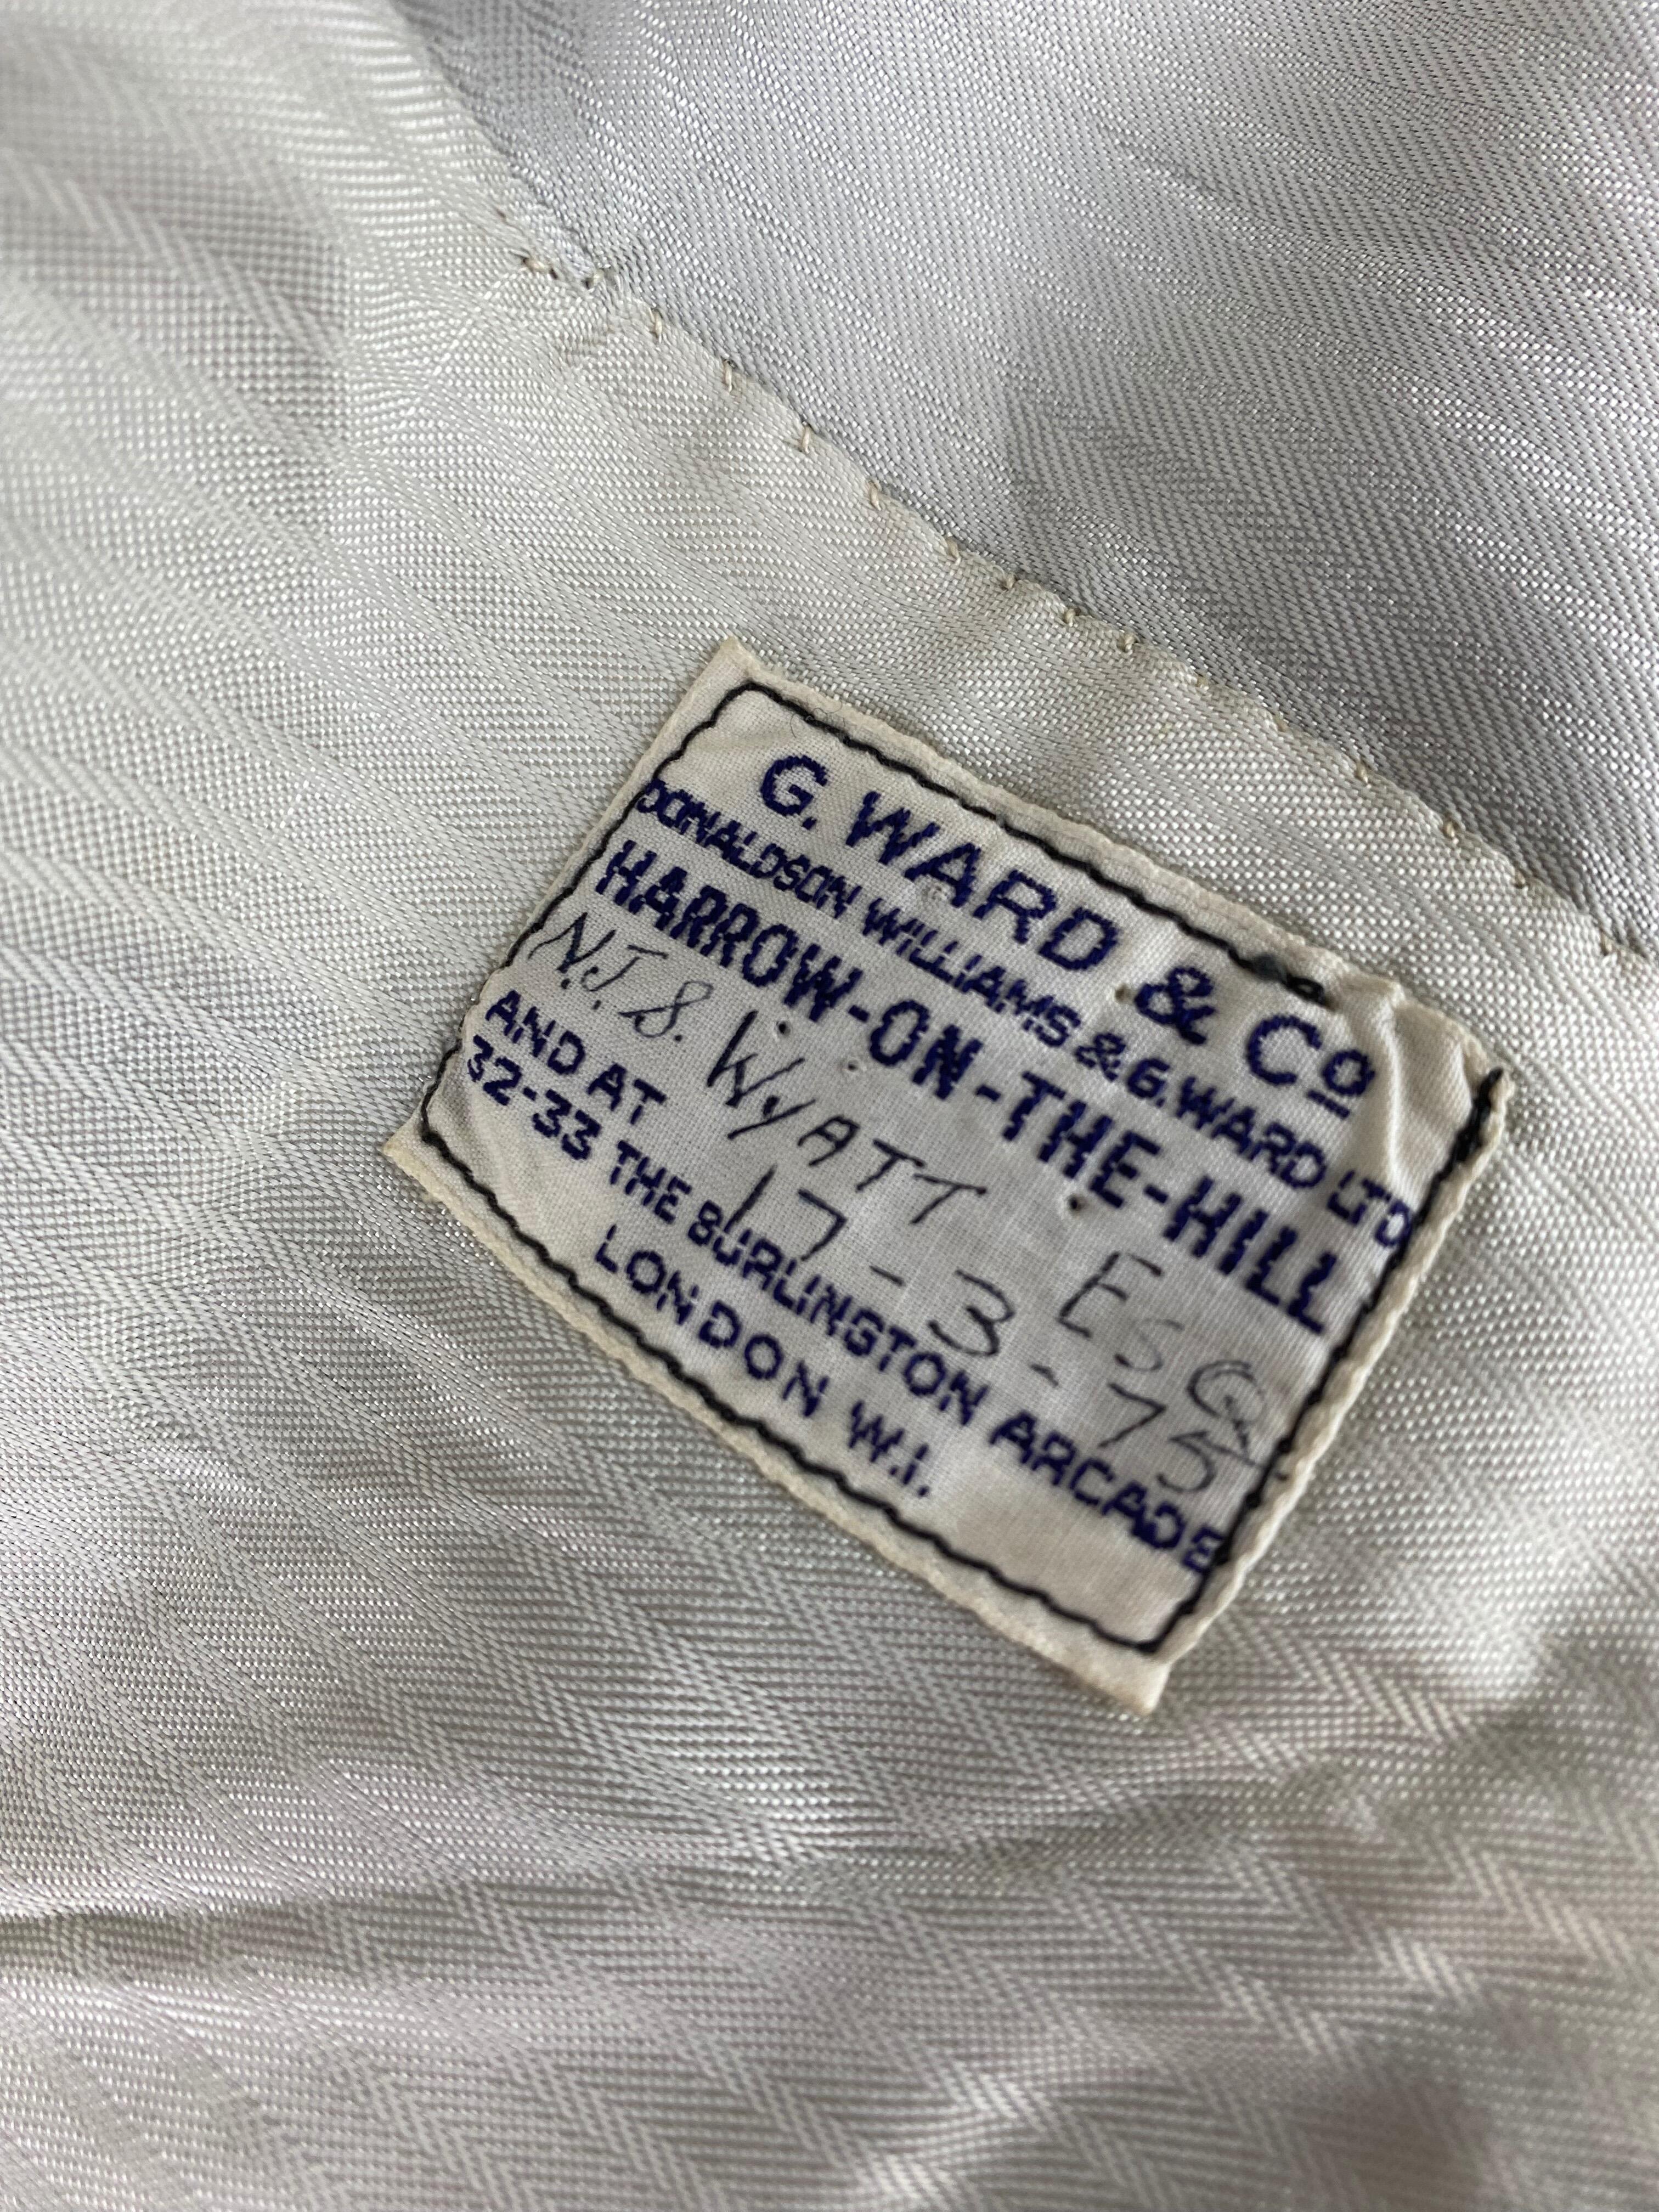 G. WARD & Co
DONALDSON WILLIAMS & G. WARD LTD
HARROW-ON-THE-HILL
N.J.S. WyATT ESQ.
AND AT 17-3-75
32-33 THE BURLINGTON ARCADE
LONDON W.I.